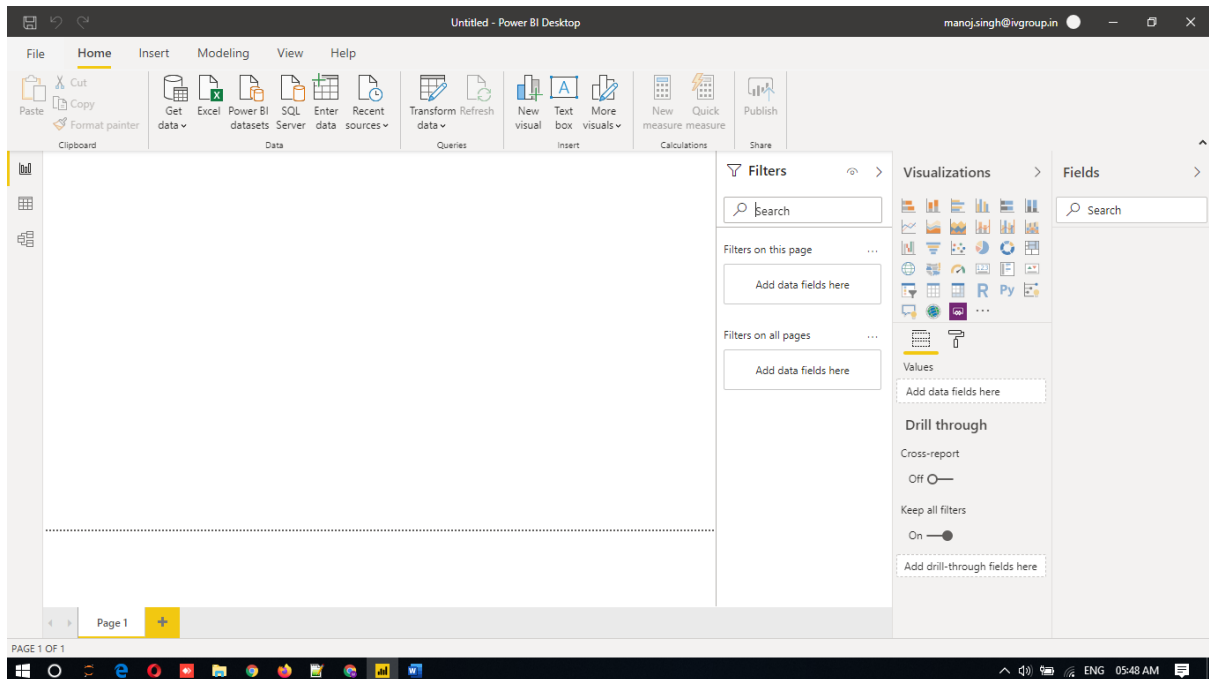 Untitled - Power BI Desktop
manoj.singh@ivgroup.in
File Home Insert Modeling View Help
Paste
Cut
Copy
Format painter
Clipboard
Get data
Excel
Power BI datasets
SQL Server
Enter data
Recent sources
Data
Transform data
Refresh
Queries
New visual
Text box
A
More visuals
Insert
New measure
Quick measure
Calculations
Publish
Share
Filters
Search
Filters on this page ...
Add data fields here
Filters on all pages ...
Add data fields here
Visualizations
123
R Py
...
Values
Add data fields here
Drill through
Cross-report
Off
Keep all filters
On
Add drill-through fields here
Fields
Search
Page 1 +
PAGE 1 OF 1
ENG 05:48 AM